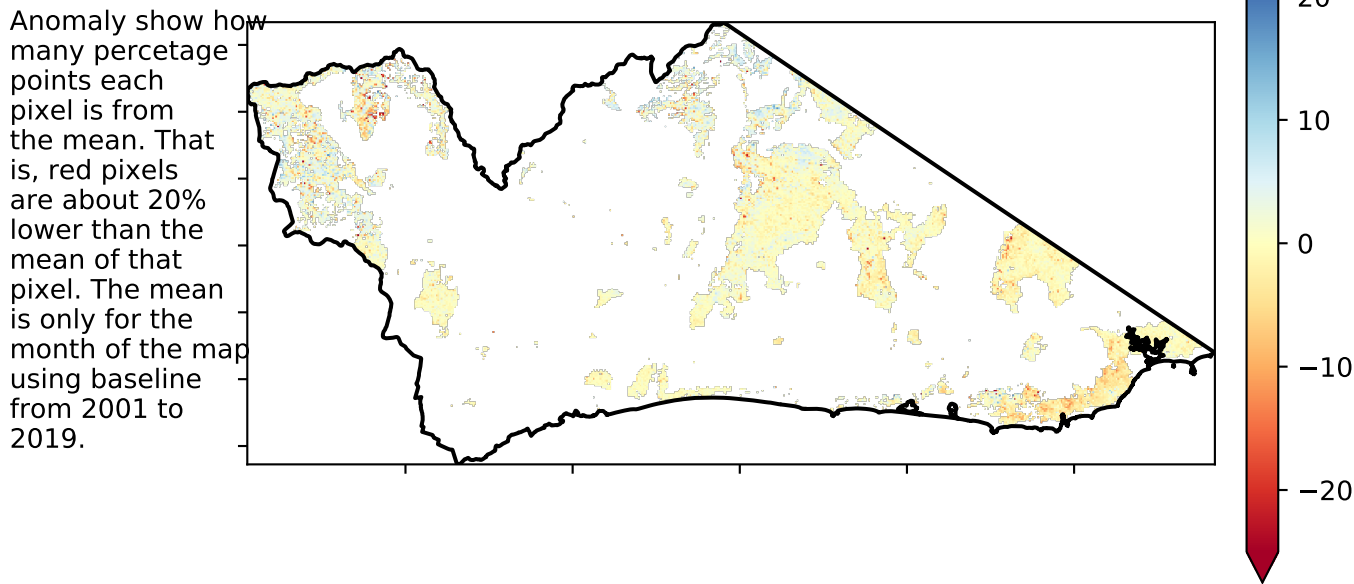 Anomaly show how
many percetage
points each
pixel is from
the mean. That
is, red pixels
are about 20%
lower than the
mean of that
pixel. The mean
is only for the
month of the map
using baseline
from 2001 to
2019.
20
10
0
−10
−20